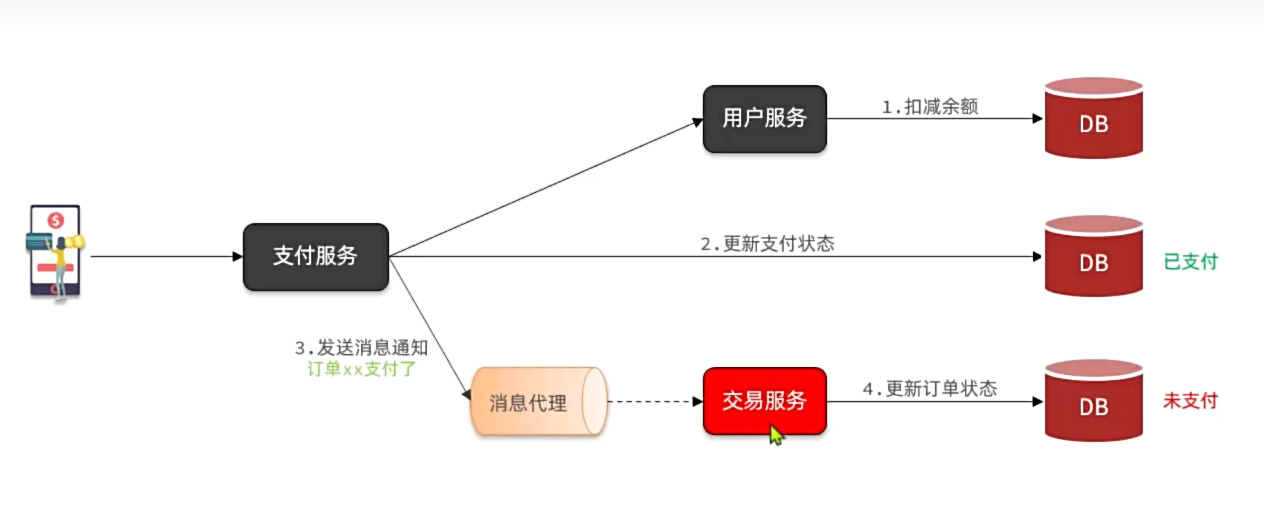 用户服务
1.扣减余额
DB
支付服务
2.更新支付状态
DB
已支付
3.发送消息通知
订单xx支付了
消息代理
交易服务
4.更新订单状态
DB
未支付